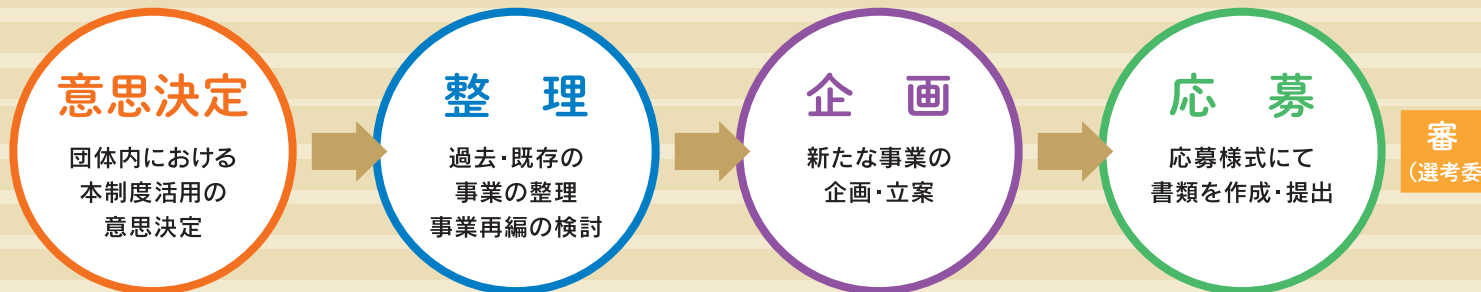 意思決定
団体内における
本制度活用の
意思決定
整　理
過去・既存の
事業の整理
事業再編の検討
企　画
新たな事業の
企画・立案
応　募
応募様式にて
書類を作成・提出
審
（選考委